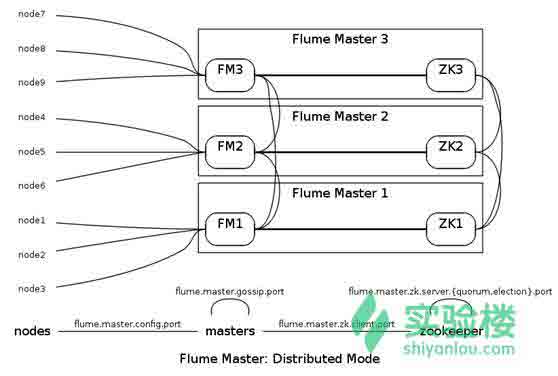 node7
node8
node9
node4
node5
node6
node1
node2
node3
Flume Master 3
FM3
ZK3
Flume Master 2
FM2
ZK2
Flume Master 1
FM1
ZK1
flume.master.gossip.port
flume.master.zk.server.{quorum,election}.port
nodes
flume.master.config.port
masters
flume.master.zk.client.port
zookeeper
Flume Master: Distributed Mode
实验楼
shiyanlou.com